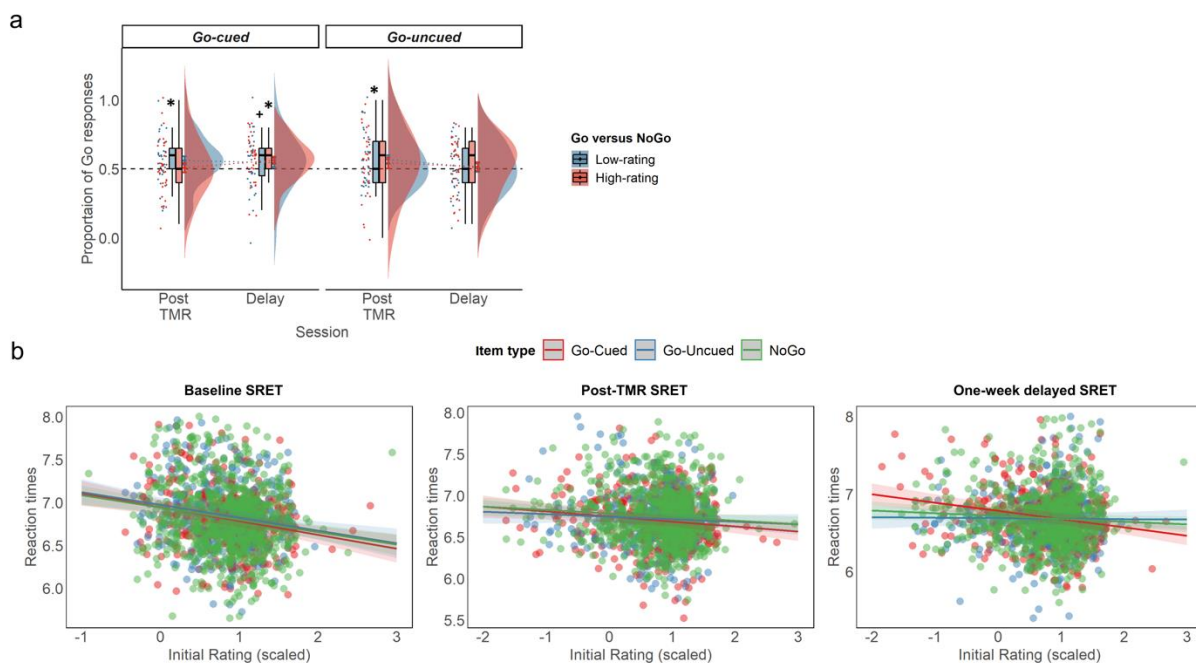 a
Go-cued
Go-uncued
Proportaion of Go responses
1.0
0.5
0.0
*
+
*
*
Post
TMR
Delay
Post
TMR
Delay
Session
Go versus NoGo
Low-rating
High-rating
b
Item type Go-Cued Go-Uncued NoGo
Baseline SRET
Post-TMR SRET
One-week delayed SRET
Reaction times
8.0
7.5
7.0
6.5
6.0
-1 0 1 2 3
Initial Rating (scaled)
Reaction times
8.0
7.5
7.0
6.5
6.0
5.5
-2 -1 0 1 2 3
Initial Rating (scaled)
Reaction times
8
7
6
-2 -1 0 1 2 3
Initial Rating (scaled)